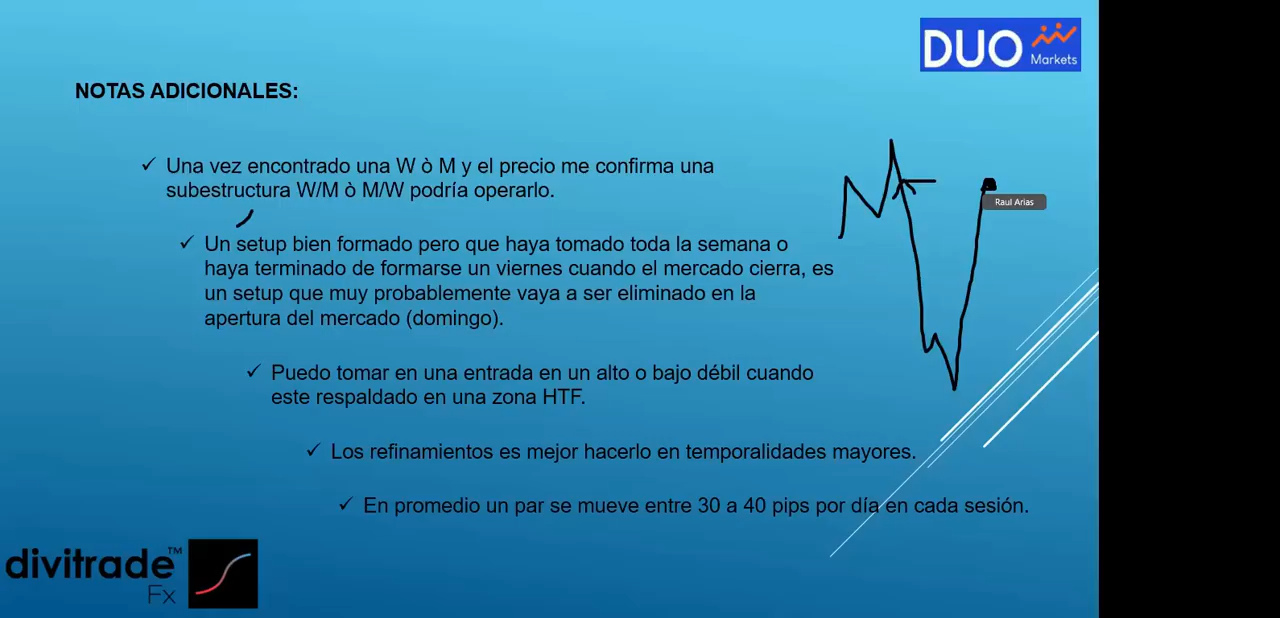 DUO
Markets
NOTAS ADICIONALES:
✓ Una vez encontrado una W ò M y el precio me confirma una
subestructura W/M ò M/W podría operarlo.
Raul Arias
✓ Un setup bien formado pero que haya tomado toda la semana o
haya terminado de formarse un viernes cuando el mercado cierra, es
un setup que muy probablemente vaya a ser eliminado en la
apertura del mercado (domingo).
✓ Puedo tomar en una entrada en un alto o bajo débil cuando
este respaldado en una zona HTF.
✓ Los refinamientos es mejor hacerlo en temporalidades mayores.
✓ En promedio un par se mueve entre 30 a 40 pips por día en cada sesión.
divitrade™
Fx